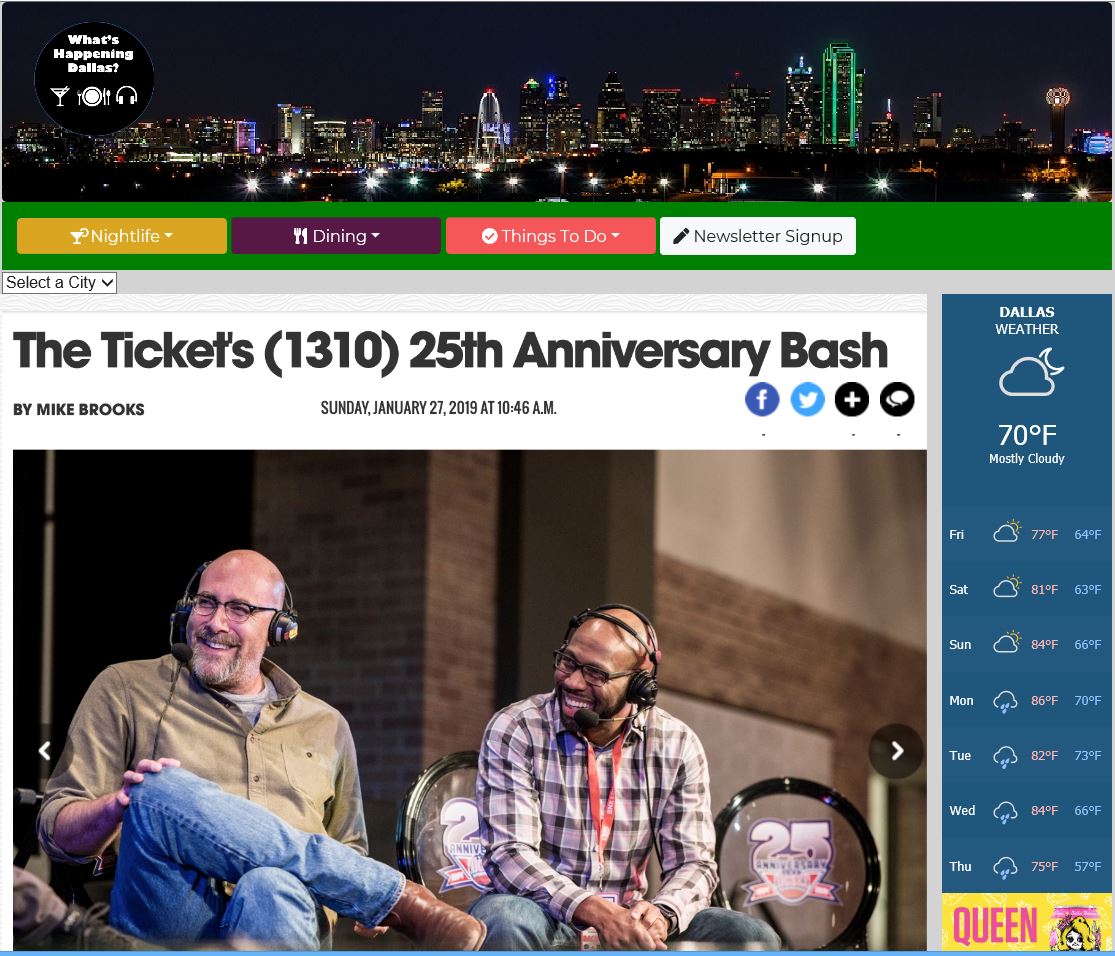 What's
Happening
Dallas?
Nightlife
Dining
Things To Do
Newsletter Signup
Select a City
The Ticket's (1310) 25th Anniversary Bash
BY MIKE BROOKS
SUNDAY, JANUARY 27, 2019 AT 10:46 A.M.
DALLAS
WEATHER
70°F
Mostly Cloudy
Fri 77°F 64°F
Sat 81°F 63°F
Sun 84°F 66°F
Mon 86°F 70°F
Tue 82°F 73°F
Wed 84°F 66°F
Thu 75°F 57°F
25
ANNIVERSARY
QUEEN